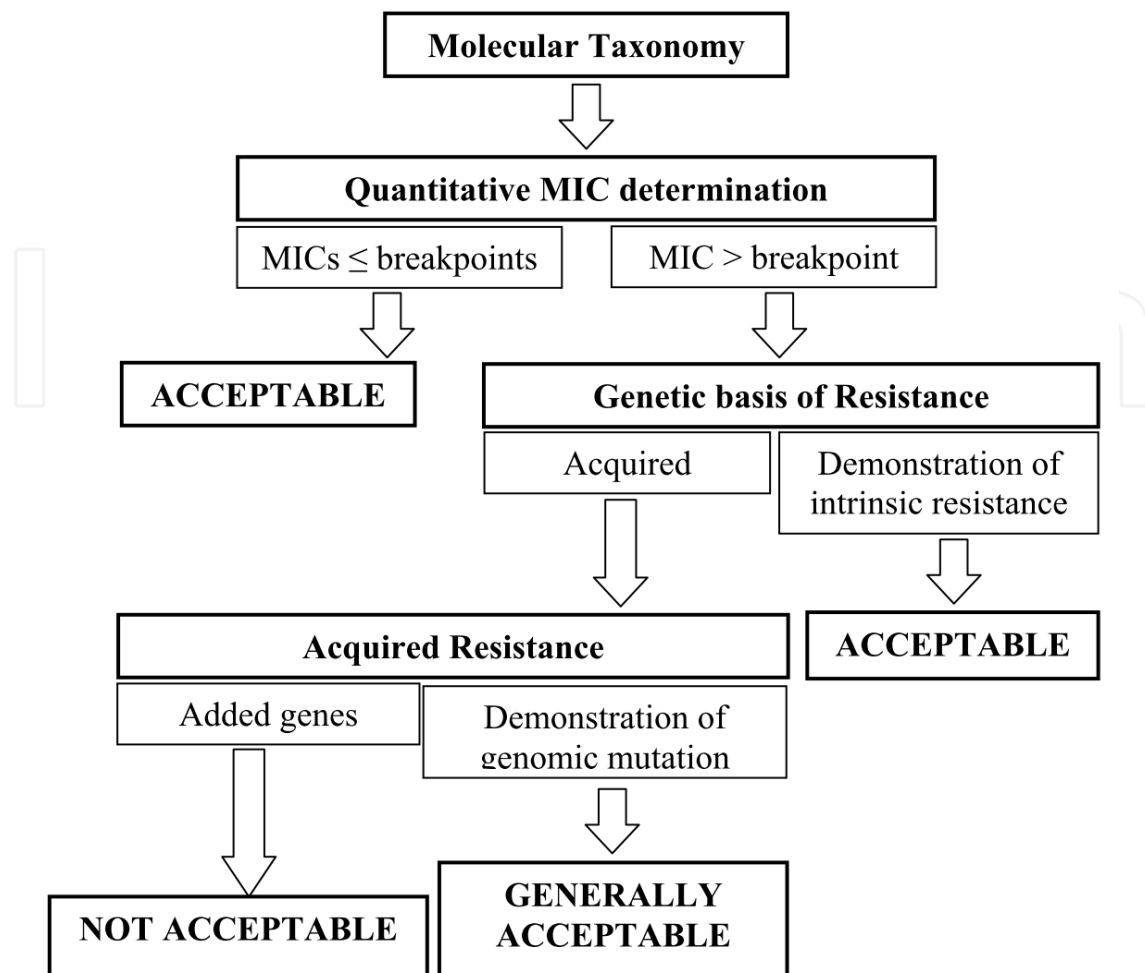 Molecular Taxonomy
Quantitative MIC determination
MICs ≤ breakpoints
MIC > breakpoint
ACCEPTABLE
Genetic basis of Resistance
Acquired
Demonstration of
intrinsic resistance
Acquired Resistance
ACCEPTABLE
Added genes
Demonstration of
genomic mutation
NOT ACCEPTABLE
GENERALLY
ACCEPTABLE